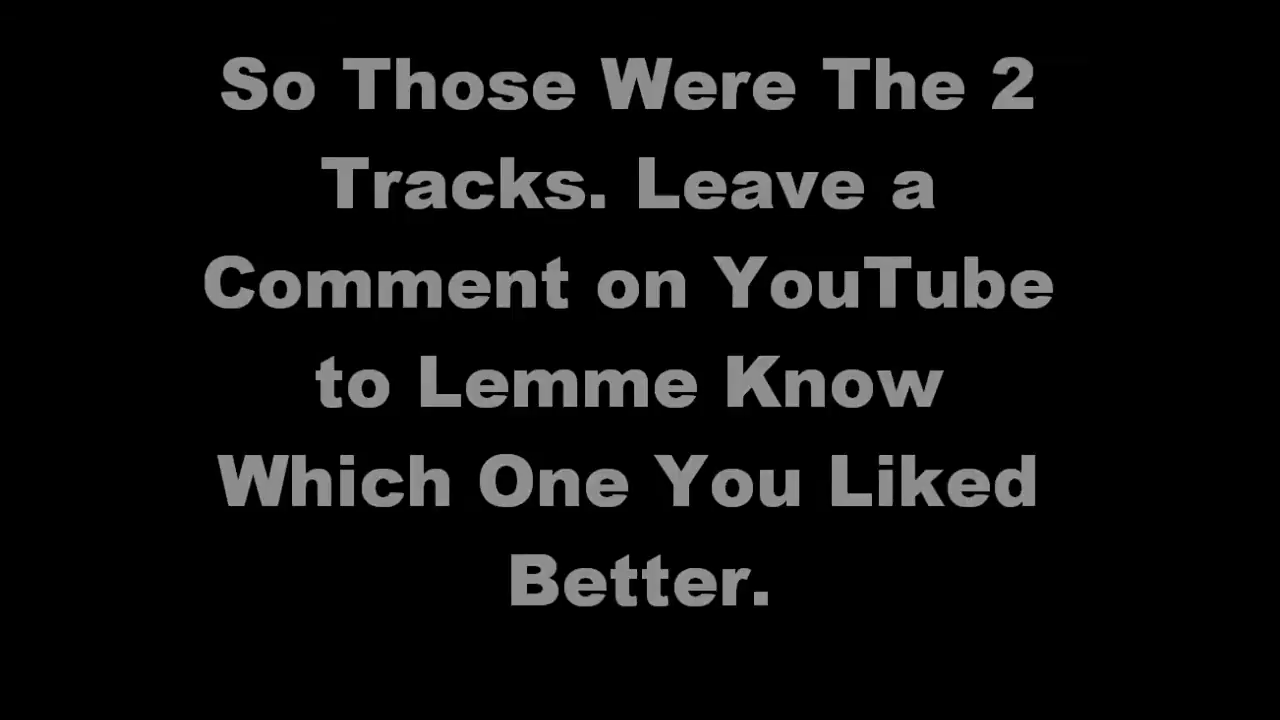 So Those Were The 2
Tracks. Leave a
Comment on YouTube
to Lemme Know
Which One You Liked
Better.